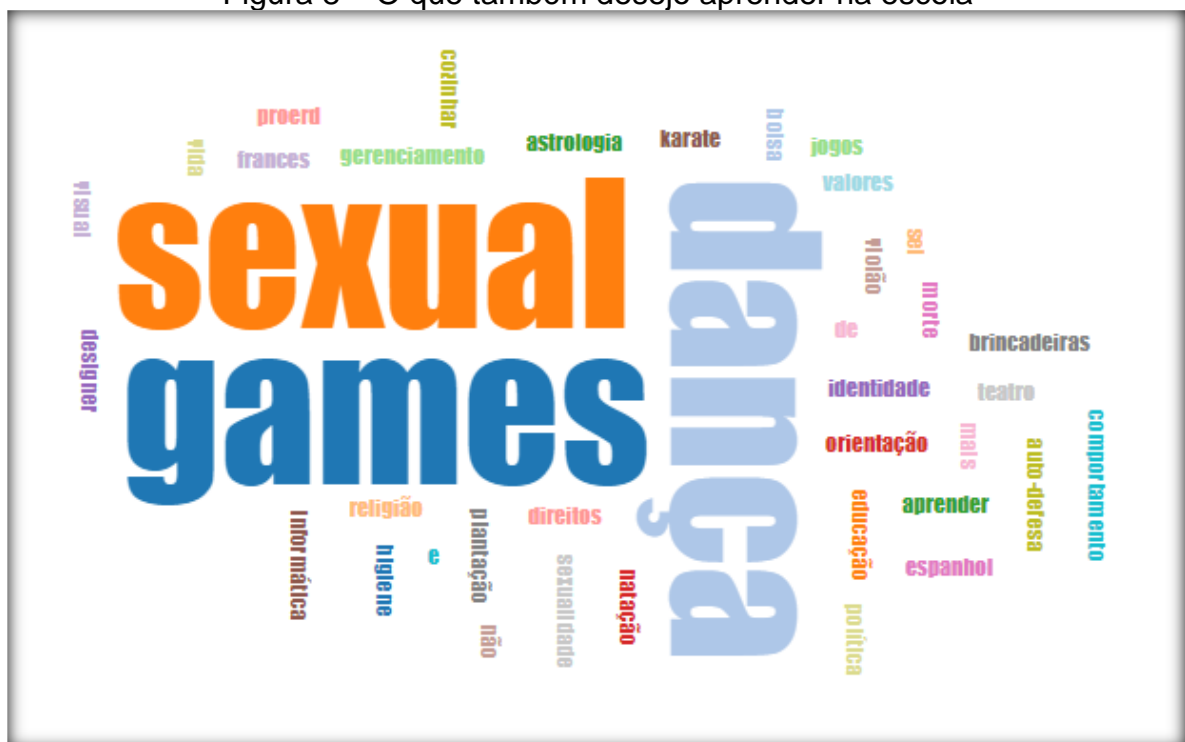 Figura – O que também desejo aprender na escola
cozinhar
proerd
bolsa
astrologia
karate
jogos
vida
frances
gerenciamento
valores
visual
sexual
dança
sei
violão
morte
de
designer
games
brincadeiras
identidade
teatro
orientação
mais
auto-defesa
comportamento
religião
direitos
educação
aprender
Informática
higiene
e
plantação
sexualidade
natação
espanhol
não
política